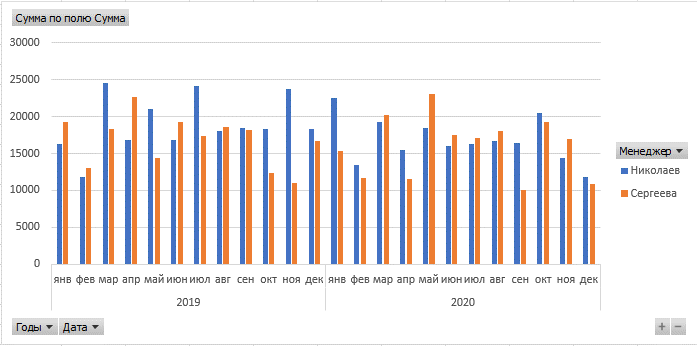 Сумма по полю Сумма
30000
25000
20000
15000
10000
5000
0
янв фев мар апр май июн июл авг сен окт ноя дек янв фев мар апр май июн июл авг сен окт ноя дек
2019 2020
Менеджер
Николаев
Сергеева
Годы Дата